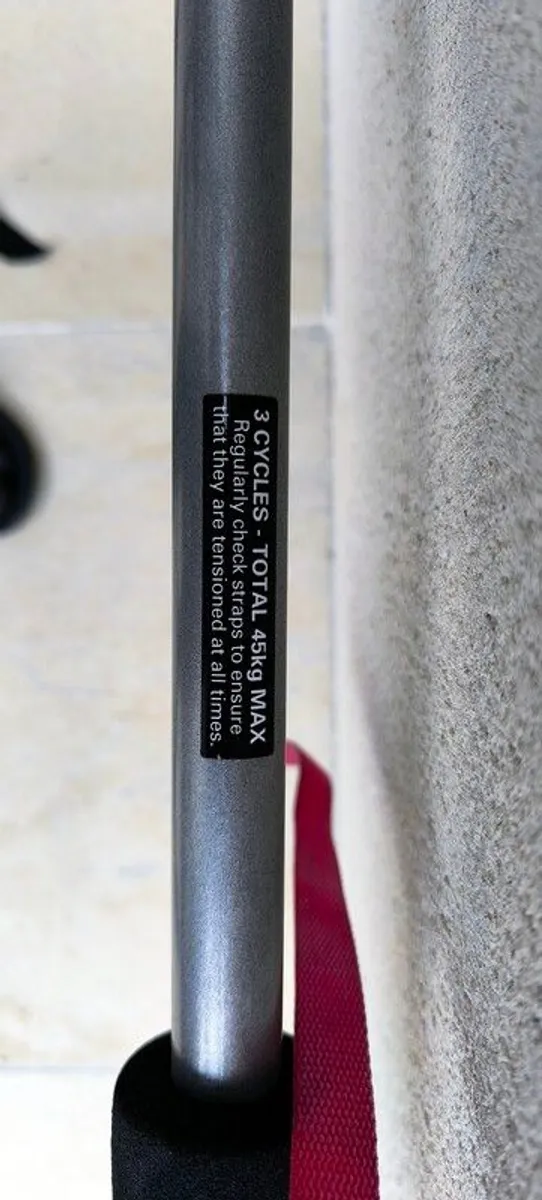 3 CYCLES - TOTAL 45kg MAX
Regularly check straps to ensure
that they are tensioned at all times.